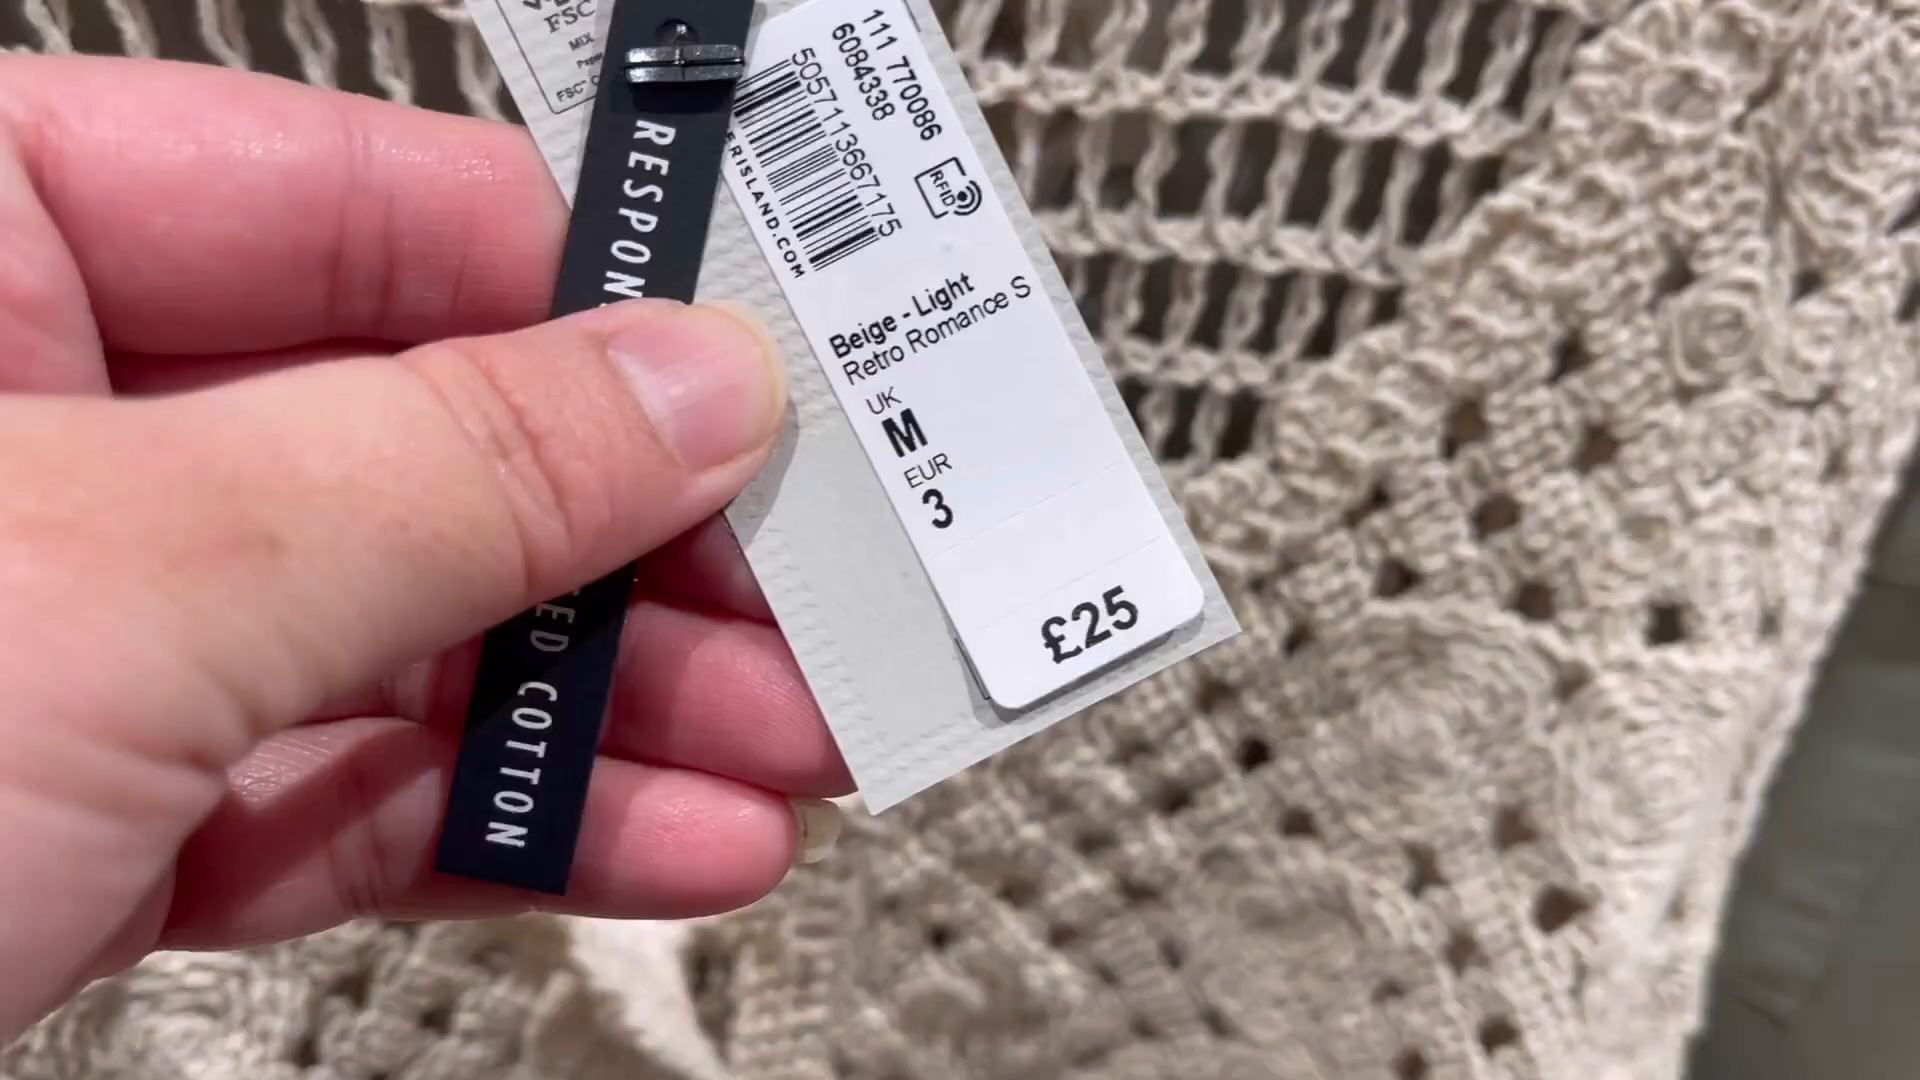 FSC
MIX
FSC
RESPON
ED COTTON
111 770086
6084338
5057113667175
ERISLAND.COM
RFID
Beige - Light
Retro Romance S
UK
M
EUR
3
£25